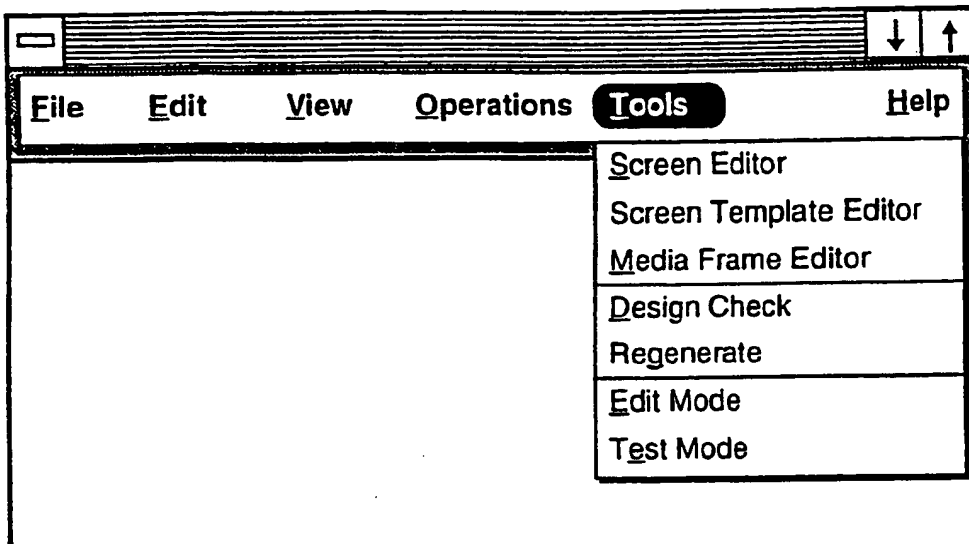 File Edit View Operations Tools Help
Screen Editor
Screen Template Editor
Media Frame Editor
Design Check
Regenerate
Edit Mode
Test Mode